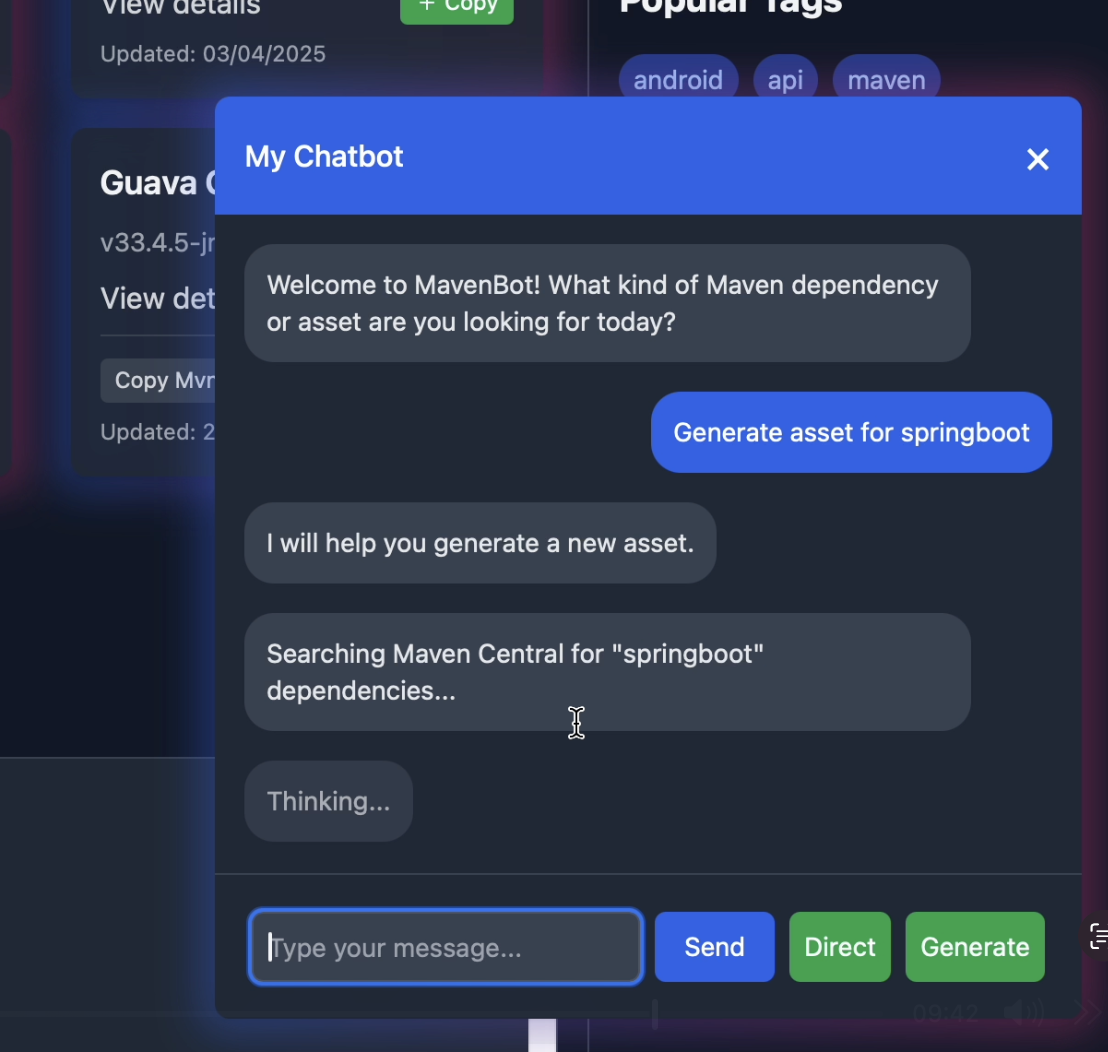 View details
+ Copy
Popular Tags
Updated: 03/04/2025
android
api
maven
My Chatbot
Guava
v33.4.5-jr
View det
Copy Mvn
Updated: 2
Welcome to MavenBot! What kind of Maven dependency
or asset are you looking for today?
Generate asset for springboot
I will help you generate a new asset.
Searching Maven Central for "springboot"
dependencies...
Thinking...
Type your message...
Send
Direct
Generate
09:42